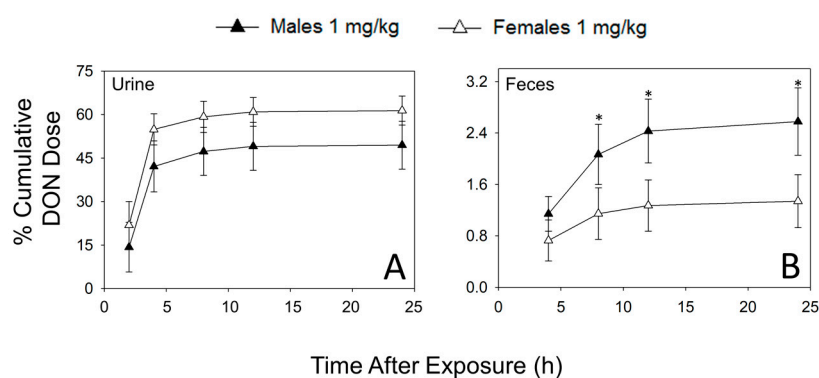 Males 1 mg/kg Females 1 mg/kg
% Cumulative
DON Dose
Urine
75
60
45
30
15
0
0 5 10 15 20 25
A
Feces
3.2
2.4
1.6
0.8
0.0
0 5 10 15 20 25
* * *
B
Time After Exposure (h)